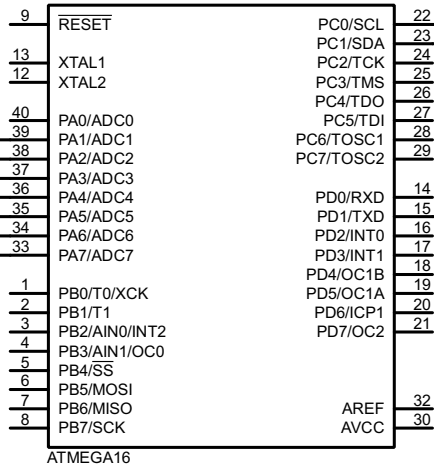 9 RESET PC0/SCL 22
PC1/SDA 23
13 XTAL1 PC2/TCK 24
12 XTAL2 PC3/TMS 25
PC4/TDO 26
40 PA0/ADC0 PC5/TDI 27
39 PA1/ADC1 PC6/TOSC1 28
38 PA2/ADC2 PC7/TOSC2 29
37 PA3/ADC3
36 PA4/ADC4 PD0/RXD 14
35 PA5/ADC5 PD1/TXD 15
34 PA6/ADC6 PD2/INT0 16
33 PA7/ADC7 PD3/INT1 17
PD4/OC1B 18
1 PB0/T0/XCK PD5/OC1A 19
2 PB1/T1 PD6/ICP1 20
3 PB2/AIN0/INT2 PD7/OC2 21
4 PB3/AIN1/OC0
5 PB4/SS
6 PB5/MOSI
7 PB6/MISO AREF 32
8 PB7/SCK AVCC 30
ATMEGA16